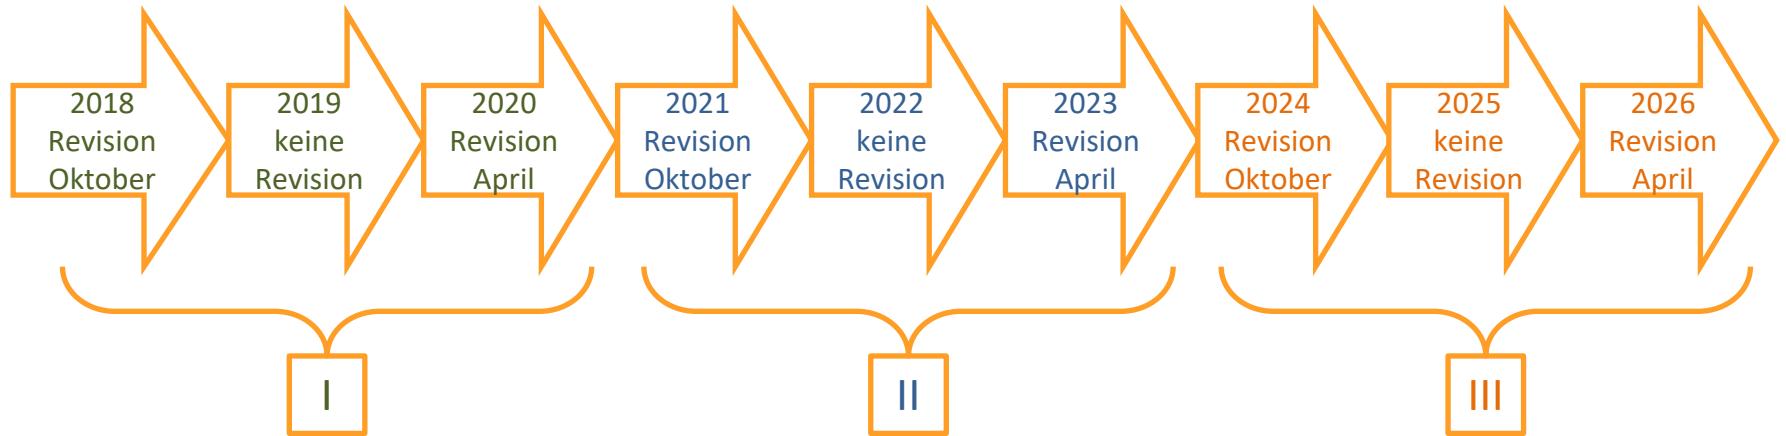 2018
Revision
Oktober
2019
keine
Revision
2020
Revision
April
2021
Revision
Oktober
2022
keine
Revision
2023
Revision
April
2024
Revision
Oktober
2025
keine
Revision
2026
Revision
April
I
II
III